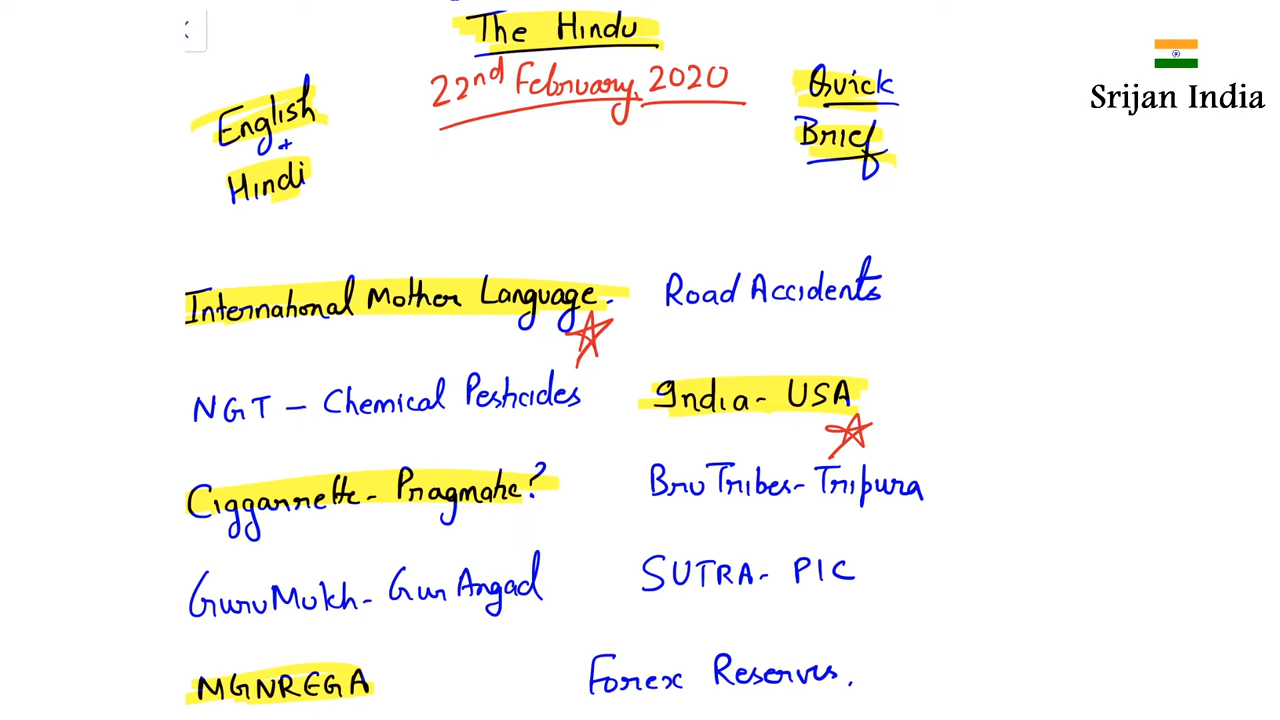 The Hindu
22nd February, 2020
Quick
Brief
English
+
Hindi
Srijan India
International Mother Language.
Road Accidents
NGT - Chemical Pesticides
India - USA
Ciggarrette - Pragmatic?
Bru Tribes - Tripura
GuruMukh - Gur Angad
SUTRA - PIC
MGNREGA
Forex Reserves.